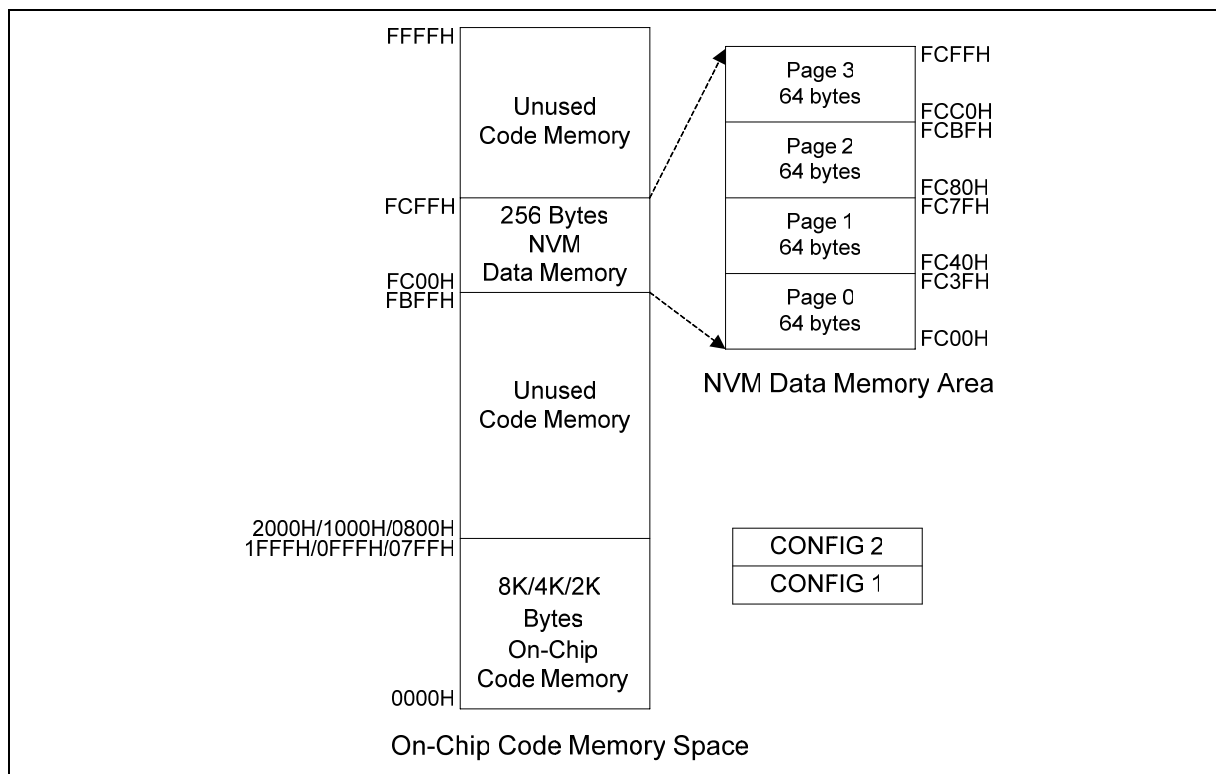 FFFFH
Unused
Code Memory
FCFFH
256 Bytes
NVM
Data Memory
FC00H
FBFFH
Unused
Code Memory
2000H/1000H/0800H
1FFFH/0FFFH/07FFH
8K/4K/2K
Bytes
On-Chip
Code Memory
0000H
On-Chip Code Memory Space
FCFFH
Page 3
64 bytes
FCC0H
FCBFH
Page 2
64 bytes
FC80H
FC7FH
Page 1
64 bytes
FC40H
FC3FH
Page 0
64 bytes
FC00H
NVM Data Memory Area
CONFIG 2
CONFIG 1